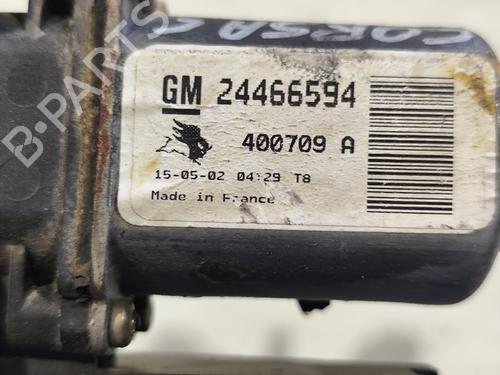 CORSA C
GM 24466594
400709 A
15-05-02 04:29 T8
Made in France
B-PARTS